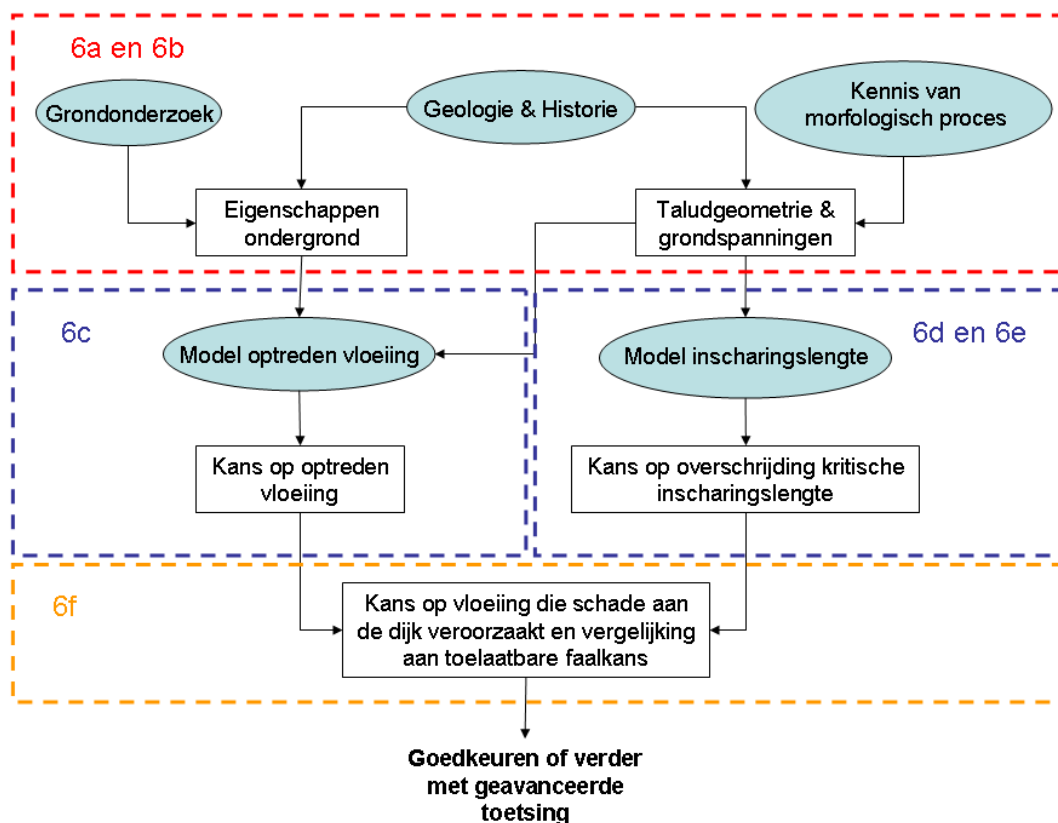 6a en 6b
Grondonderzoek
Geologie & Historie
Kennis van
morfologisch proces
Eigenschappen
ondergrond
Taludgeometrie &
grondspanningen
6c
6d en 6e
Model optreden vloeiing
Model inscharingslengte
Kans op optreden
vloeiing
Kans op overschrijding kritische
inscharingslengte
6f
Kans op vloeiing die schade aan
de dijk veroorzaakt en vergelijking
aan toelaatbare faalkans
Goedkeuren of verder
met geavanceerde
toetsing